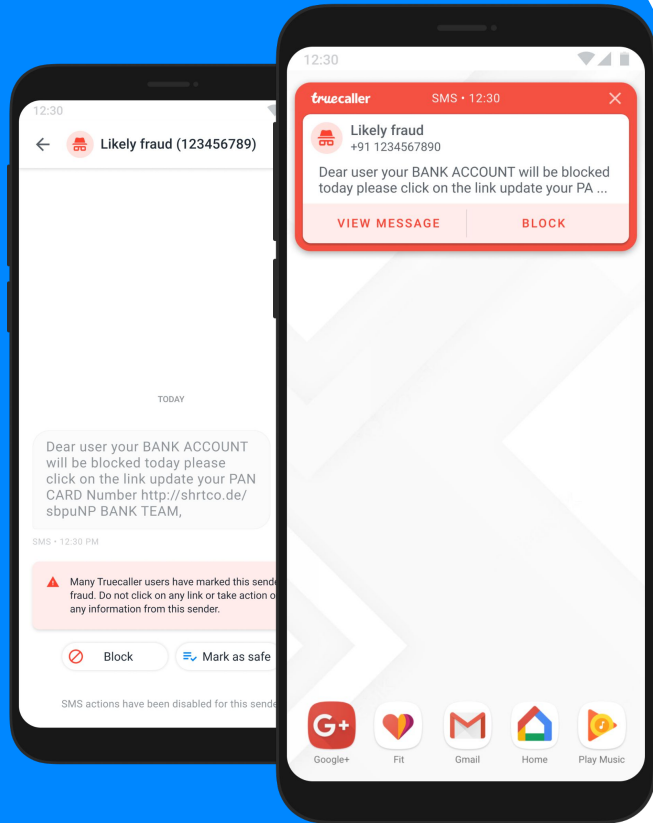 12:30
Likely fraud (123456789)
TODAY
Dear user your BANK ACCOUNT
will be blocked today please
click on the link update your PAN
CARD Number http://shrtco.de/
sbpuNP BANK TEAM,
SMS • 12:30 PM
Many Truecaller users have marked this sende
fraud. Do not click on any link or take action o
any information from this sender.
Block
Mark as safe
SMS actions have been disabled for this sende
12:30
truecaller SMS • 12:30
Likely fraud
+91 1234567890
Dear user your BANK ACCOUNT will be blocked
today please click on the link update your PA ...
VIEW MESSAGE BLOCK
G+
Google+ Fit Gmail Home Play Music